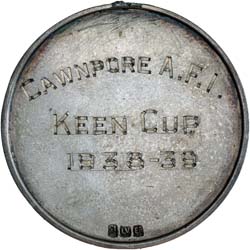 CAWNPORE A.F.I.
KEEN CUP
1938-39